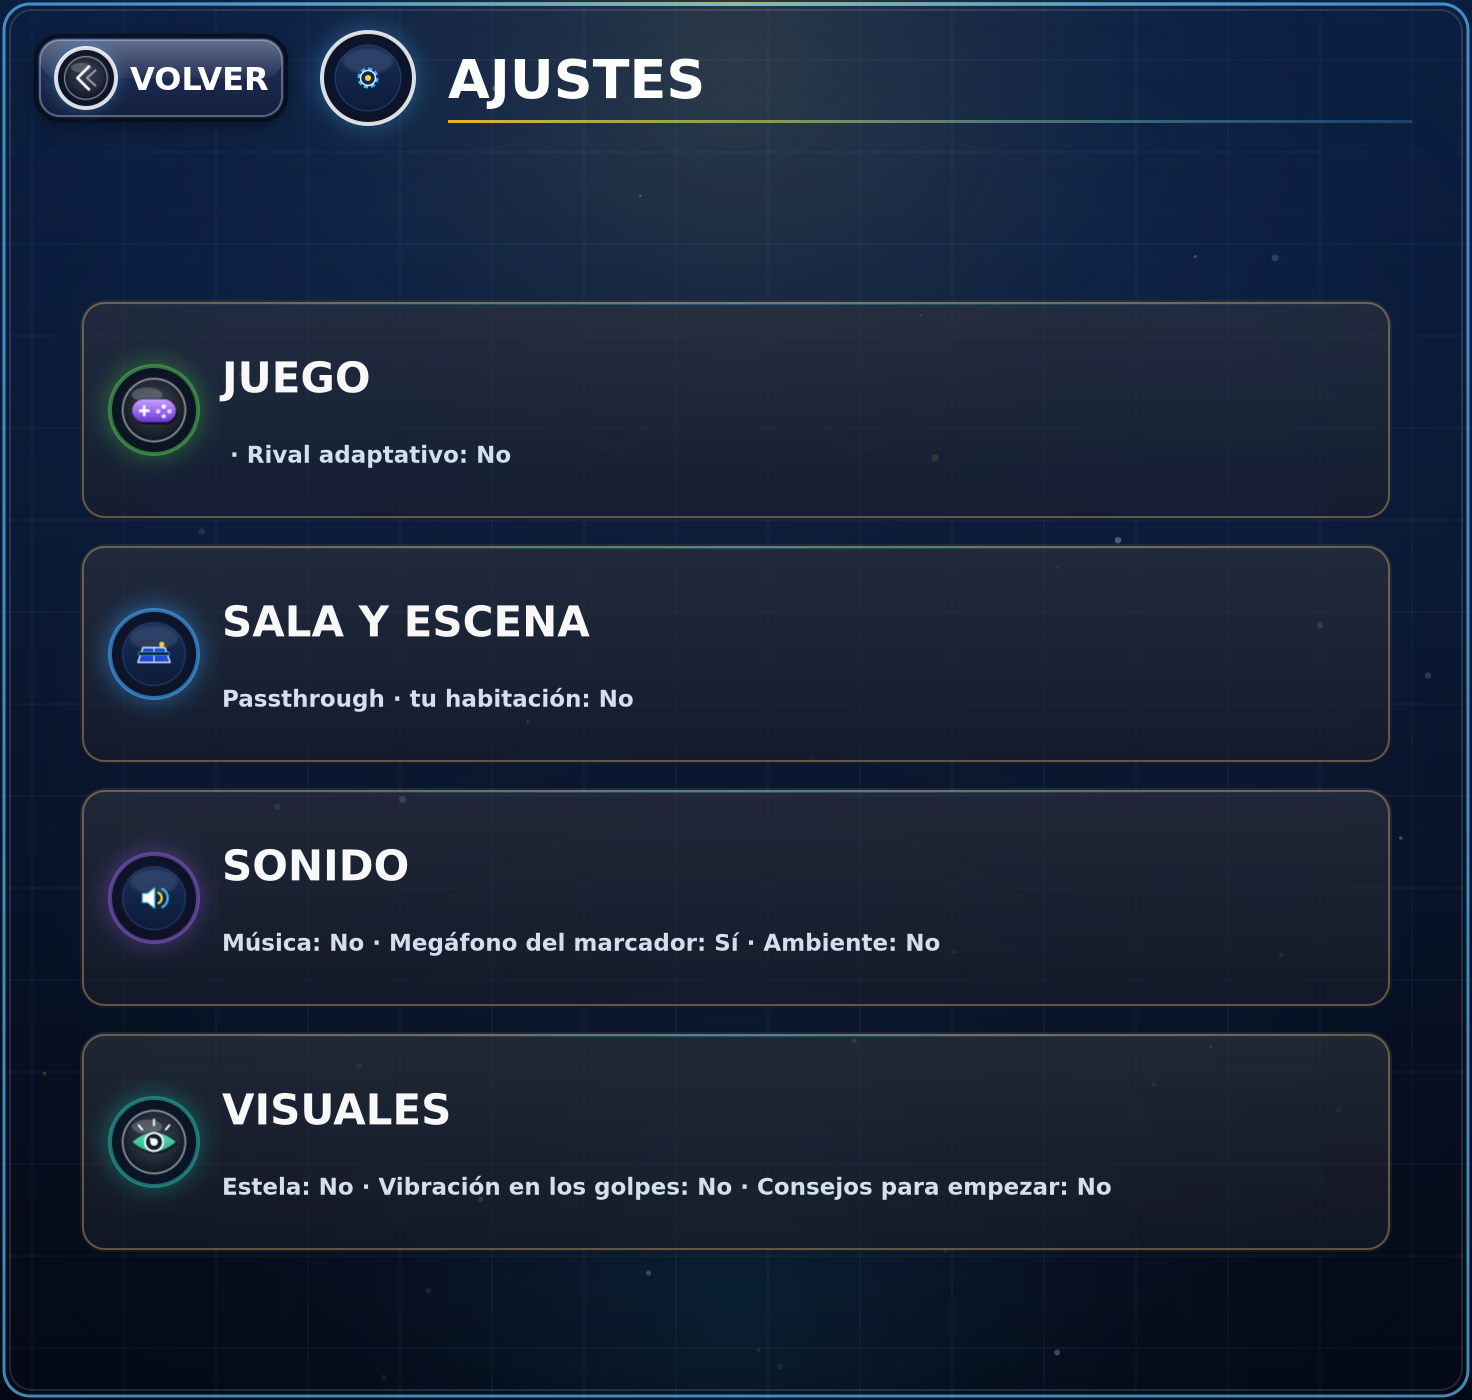 VOLVER
AJUSTES
JUEGO
· Rival adaptativo: No
SALA Y ESCENA
Passthrough · tu habitación: No
SONIDO
Música: No · Megáfono del marcador: Sí · Ambiente: No
VISUALES
Estela: No · Vibración en los golpes: No · Consejos para empezar: No